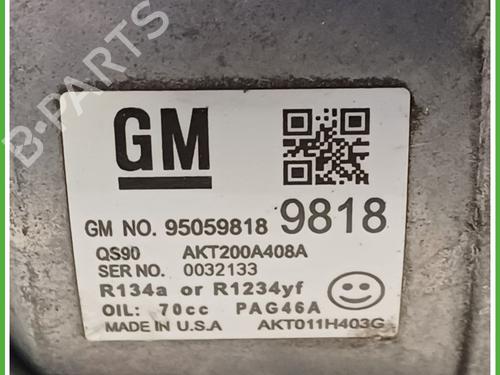 B-PARTS
GM
GM NO. 95059818 9818
QS90 AKT200A408A
SER NO. 0032133
R134a or R1234yf
OIL: 70cc PAG46A
MADE IN U.S.A AKT011H403G